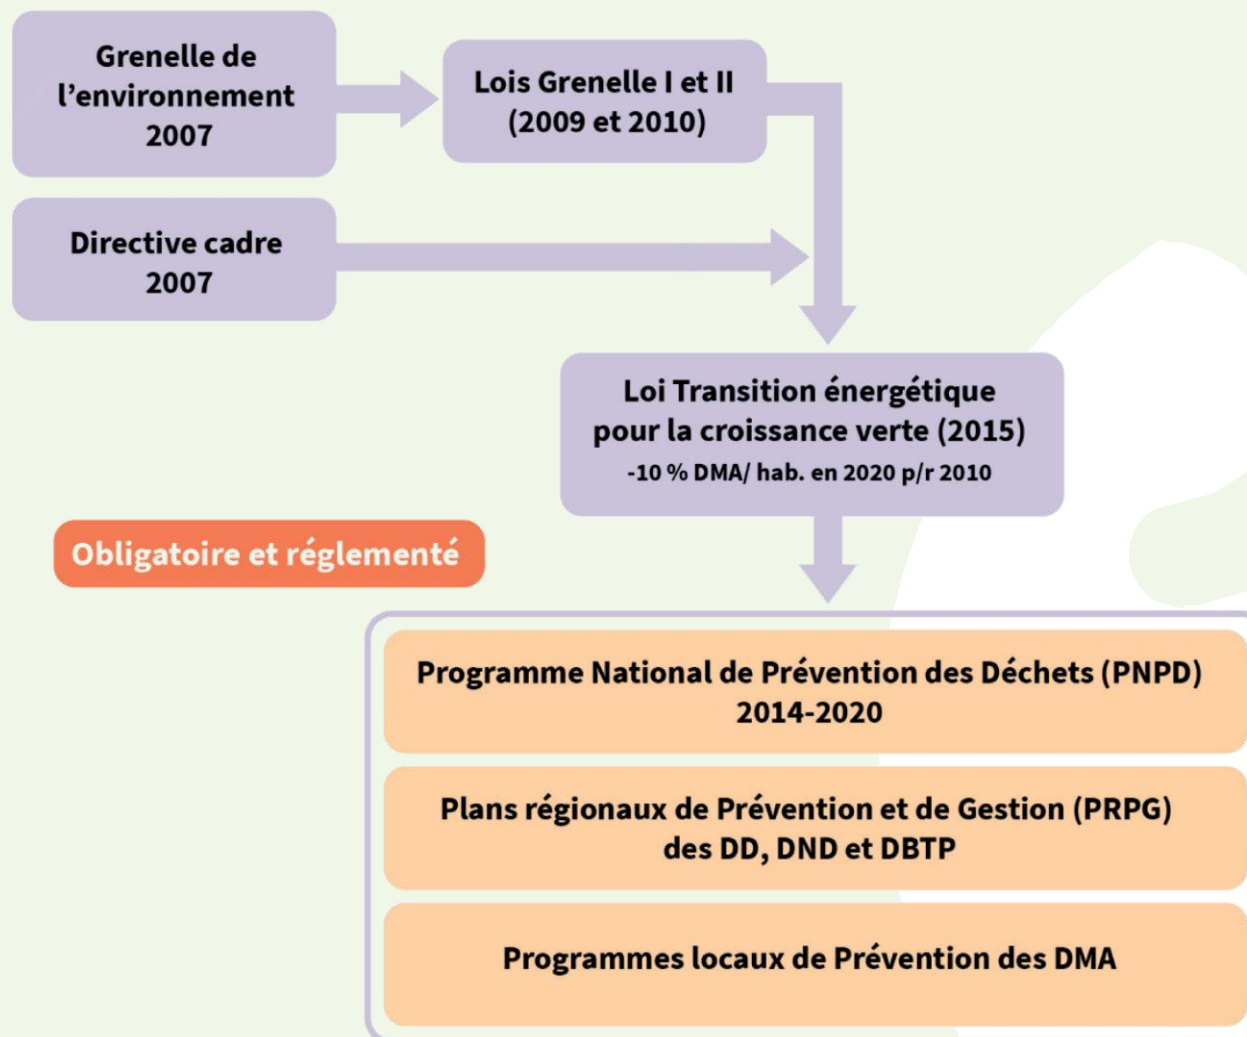 Grenelle de
l’environnement
2007
Lois Grenelle I et II
(2009 et 2010)
Directive cadre
2007
Loi Transition énergétique
pour la croissance verte (2015)
-10 % DMA/ hab. en 2020 p/r 2010
Obligatoire et réglementé
Programme National de Prévention des Déchets (PNPD)
2014-2020
Plans régionaux de Prévention et de Gestion (PRPG)
des DD, DND et DBTP
Programmes locaux de Prévention des DMA